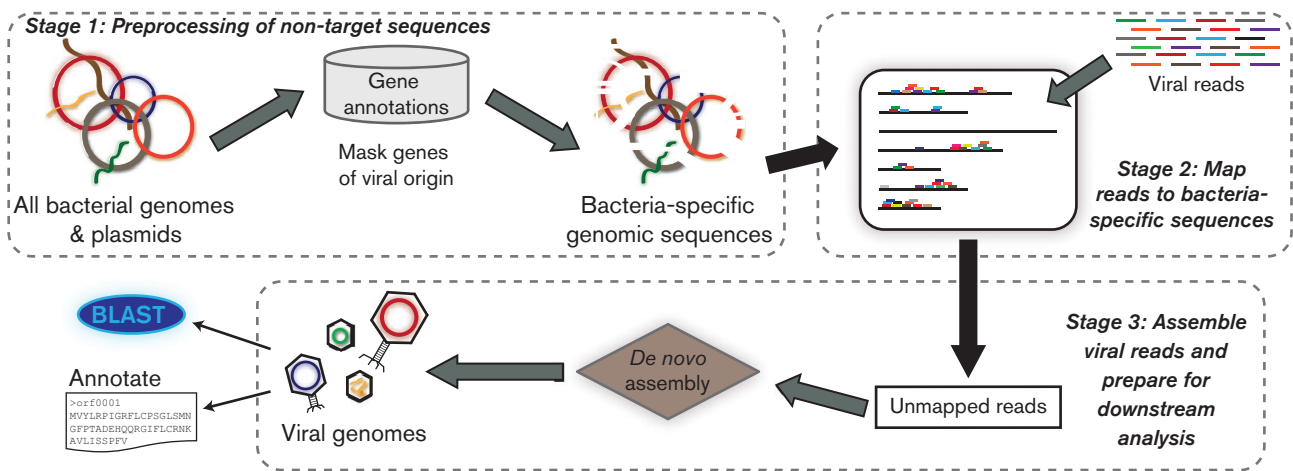 Stage 1: Preprocessing of non-target sequences
Gene
annotations
Mask genes
of viral origin
All bacterial genomes
& plasmids
Bacteria-specific
genomic sequences
Viral reads
Stage 2: Map
reads to bacteria-
specific sequences
Stage 3: Assemble
viral reads and
prepare for
downstream
analysis
Unmapped reads
De novo
assembly
Viral genomes
BLAST
Annotate
>orf0001
MVYLRPIGRFLCPSGLSMN
GFPTADEHQQRGIFLCRNK
AVLISSPFV